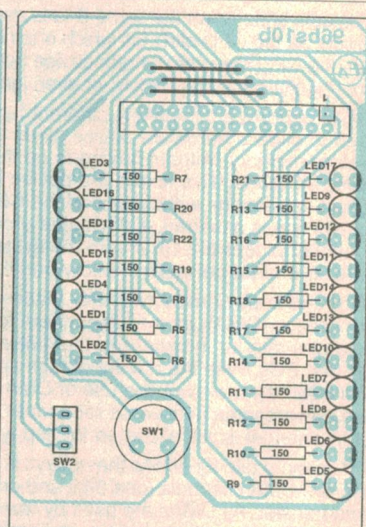 96bs10b
LED3
150
R7
LED16
150
R20
LED18
150
R22
LED15
150
R19
LED4
150
R8
LED1
150
R5
LED2
150
R6
LED17
R21
150
LED9
R13
150
LED12
R16
150
LED11
R15
150
LED14
R18
150
LED13
R17
150
LED10
R14
150
LED7
R11
150
LED8
R12
150
LED6
R10
150
LED5
R9
150
SW1
SW2